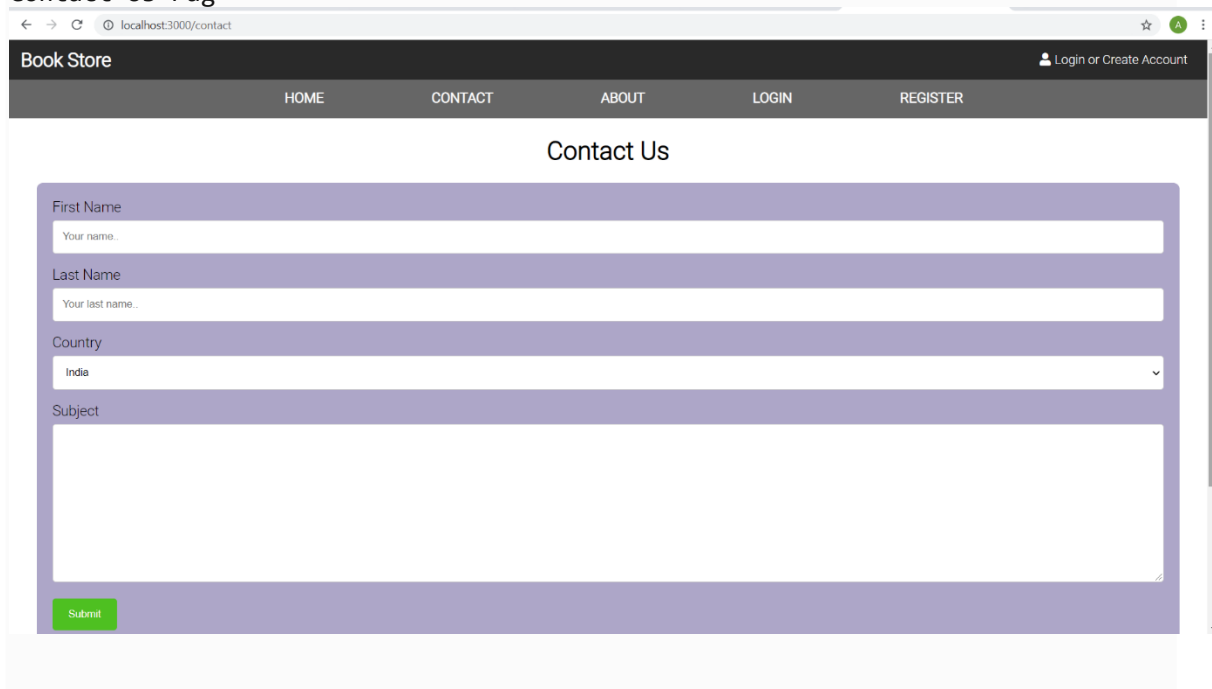 localhost:3000/contact
A
Book Store
Login or Create Account
HOME CONTACT ABOUT LOGIN REGISTER
Contact Us
First Name
Your name..
Last Name
Your last name..
Country
India
Subject
Submit